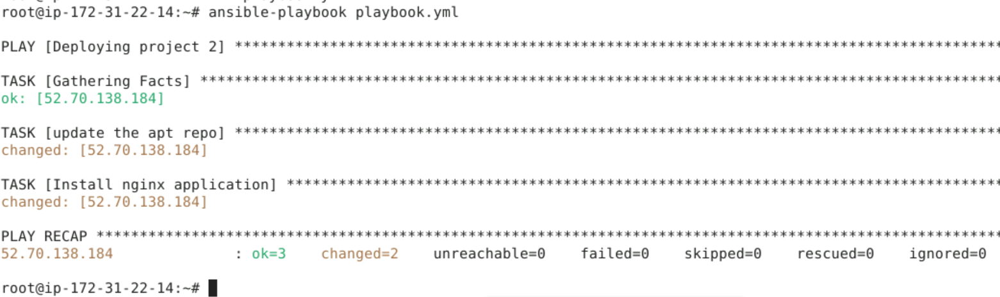 root@ip-172-31-22-14:~# ansible-playbook playbook.yml
PLAY [Deploying project 2] ****************************************************************************************
TASK [Gathering Facts] ********************************************************************************************
ok: [52.70.138.184]
TASK [update the apt repo] ****************************************************************************************
changed: [52.70.138.184]
TASK [Install nginx application] **********************************************************************************
changed: [52.70.138.184]
PLAY RECAP ********************************************************************************************************
52.70.138.184 : ok=3 changed=2 unreachable=0 failed=0 skipped=0 rescued=0 ignored=0
root@ip-172-31-22-14:~#